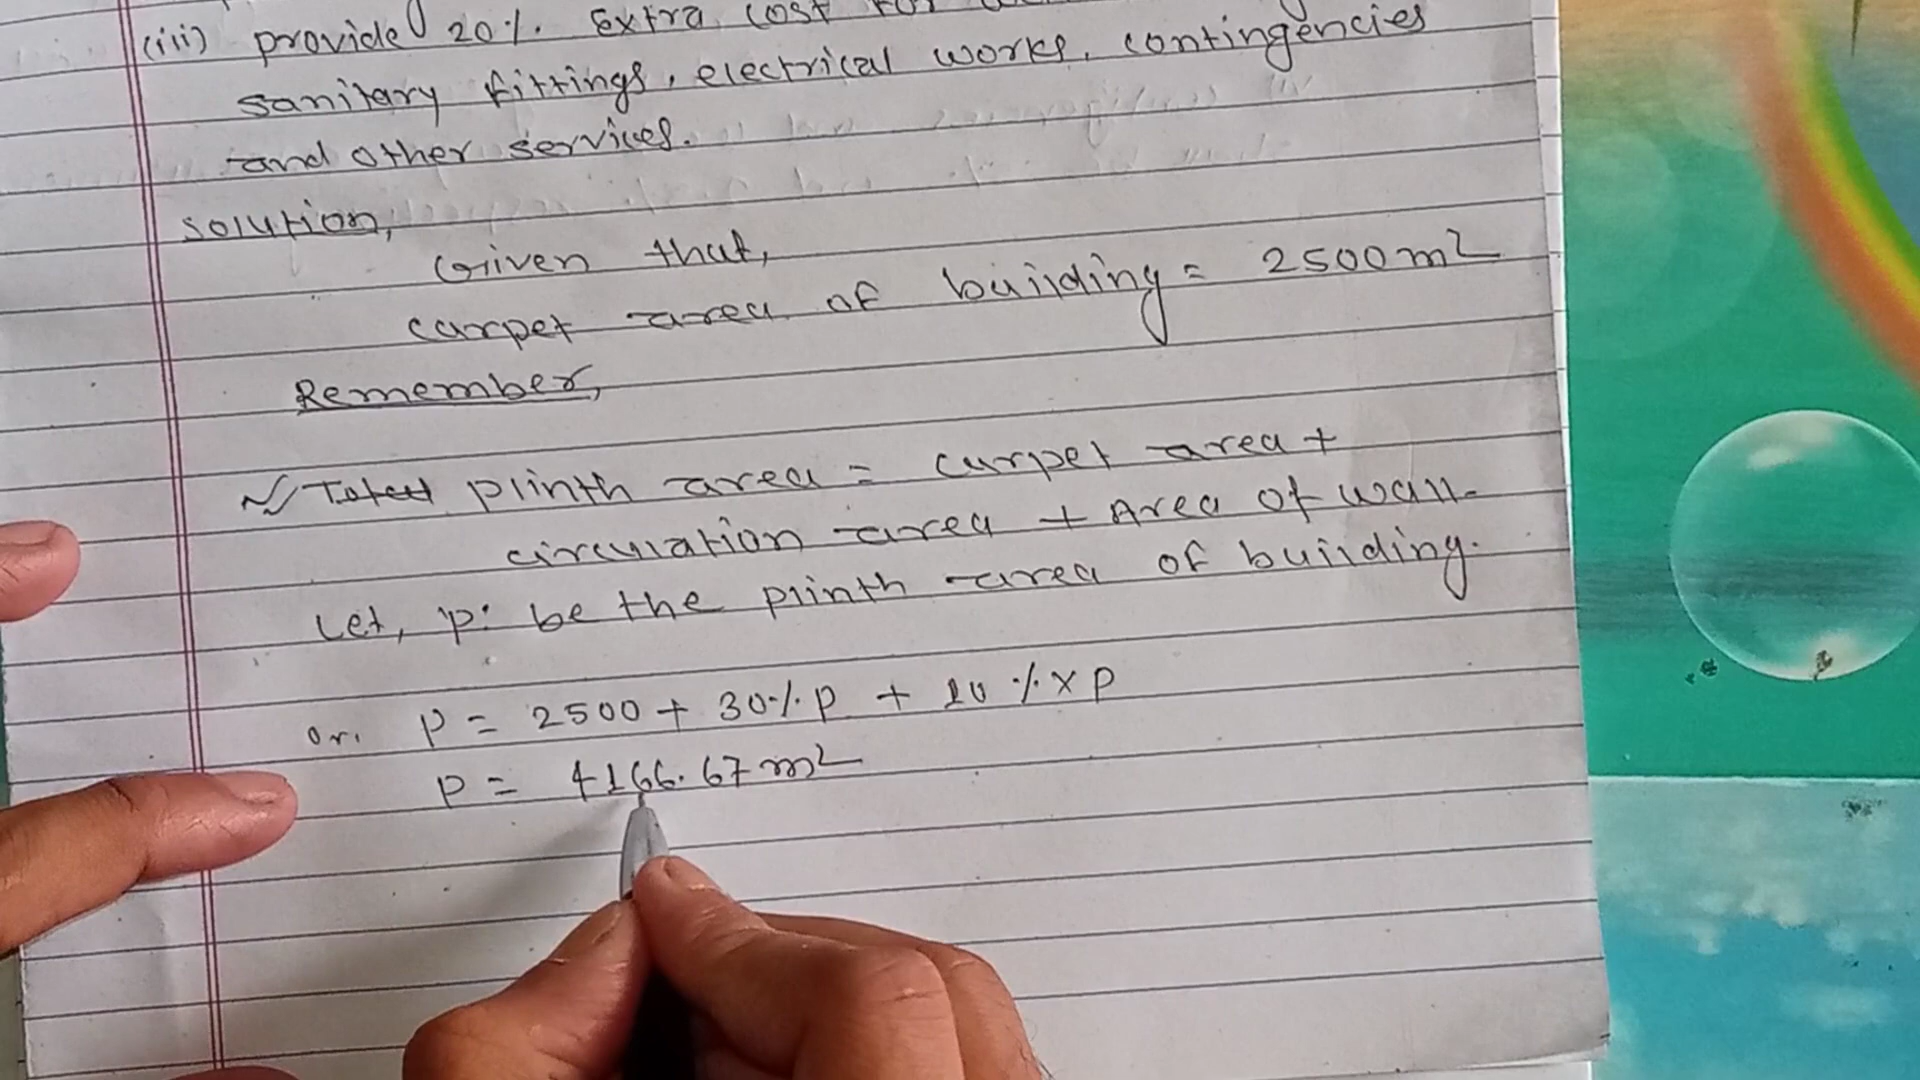 (iii) provide 20%. Extra cost for
sanitary fittings, electrical works, contingencies
and other services.
Solution,
Given that,
carpet area of building = 2500 m²
Remember,
Total plinth area = carpet area +
circulation area + Area of wall.
Let, 'p' be the plinth area of building.
Or, P = 2500 + 30% P + 10 % x P
P = 4166.67 m²